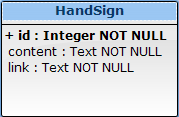 HandSign
+ id : Integer NOT NULL
content : Text NOT NULL
link : Text NOT NULL